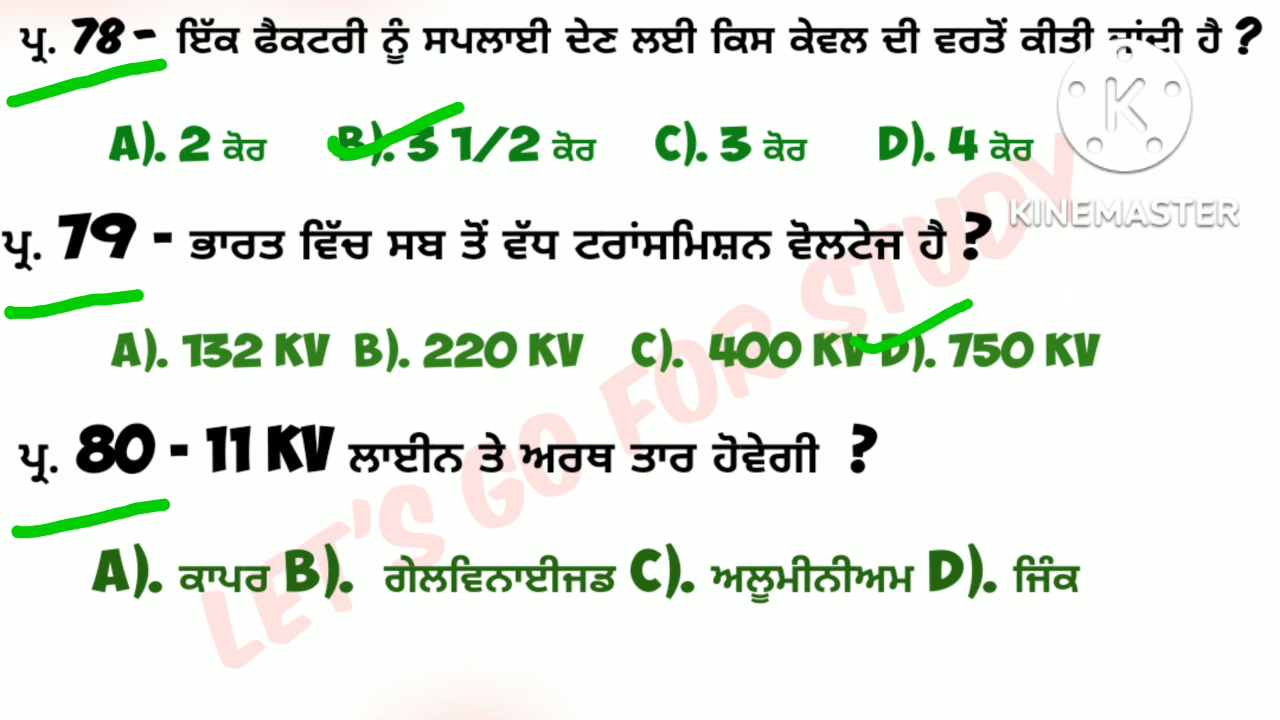 ਪ੍ਰ. 78 - ਇੱਕ ਫੈਕਟਰੀ ਨੂੰ ਸਪਲਾਈ ਦੇਣ ਲਈ ਕਿਸ ਕੇਵਲ ਦੀ ਵਰਤੋਂ ਕੀਤੀ ਜਾਂਦੀ ਹੈ ?
A). 2 ਕੋਰ B). 3 1/2 ਕੋਰ C). 3 ਕੋਰ D). 4 ਕੋਰ
K
KINEMASTER
ਪ੍ਰ. 79 - ਭਾਰਤ ਵਿੱਚ ਸਬ ਤੋਂ ਵੱਧ ਟਰਾਂਸਮਿਸ਼ਨ ਵੋਲਟੇਜ ਹੈ ?
A). 132 KV B). 220 KV C). 400 KV D). 750 KV
ਪ੍ਰ. 80 - 11 KV ਲਾਈਨ ਤੇ ਅਰਥ ਤਾਰ ਹੋਵੇਗੀ ?
A). ਕਾਪਰ B). ਗੇਲਵਿਨਾਈਜਡ C). ਅਲੂਮੀਨੀਅਮ D). ਜਿੰਕ
LET'S GO FOR STUDY